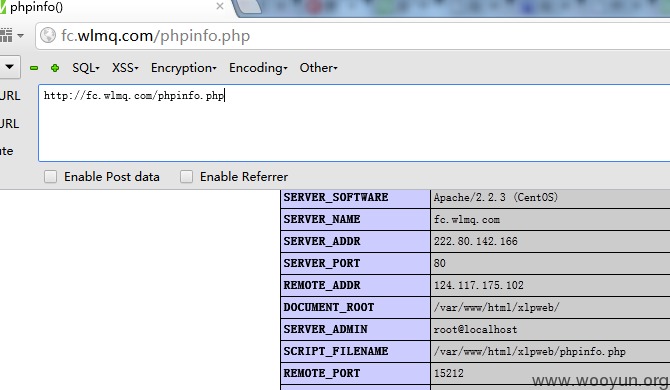 phpinfo()
fc.wlmq.com/phpinfo.php
SQL XSS Encryption Encoding Other
URL
http://fc.wlmq.com/phpinfo.php
URL
Enable Post data Enable Referrer
SERVER_SOFTWARE Apache/2.2.3 (CentOS)
SERVER_NAME fc.wlmq.com
SERVER_ADDR 222.80.142.166
SERVER_PORT 80
REMOTE_ADDR 124.117.175.102
DOCUMENT_ROOT /var/www/html/xlpweb/
SERVER_ADMIN root@localhost
SCRIPT_FILENAME /var/www/html/xlpweb/phpinfo.php
REMOTE_PORT 15212
www.wooyun.org